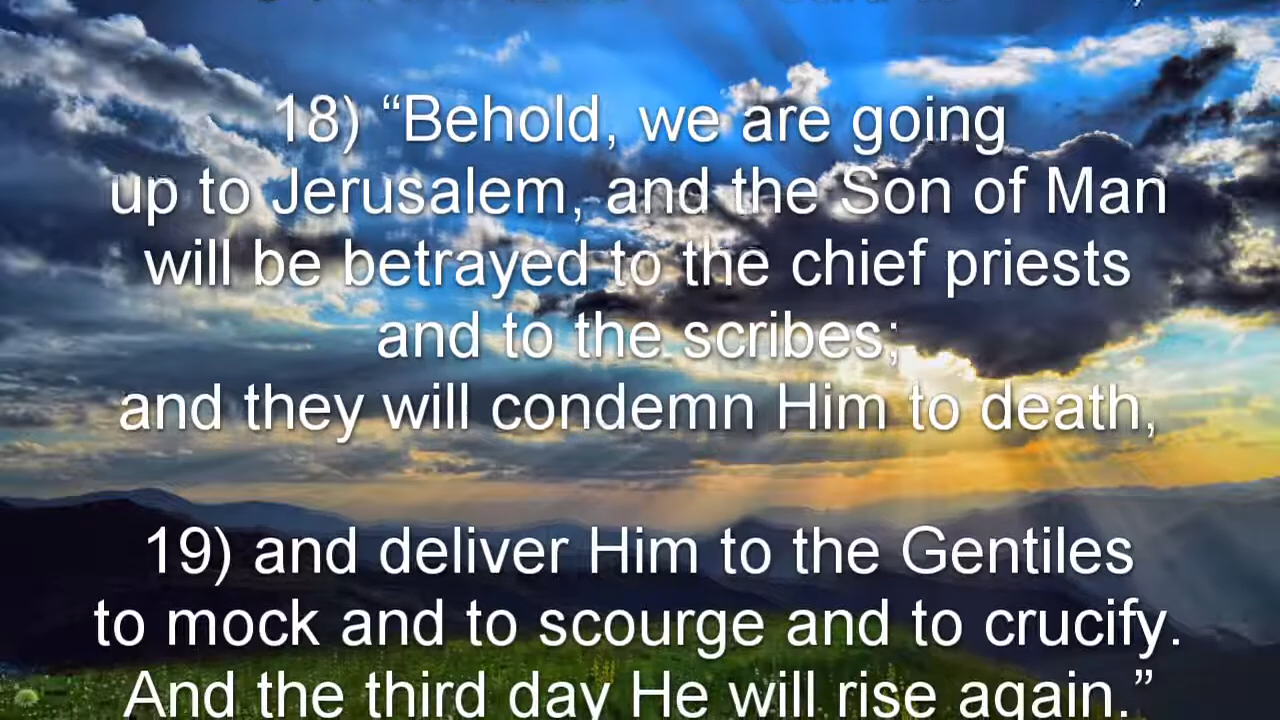 18) “Behold, we are going
up to Jerusalem, and the Son of Man
will be betrayed to the chief priests
and to the scribes;
and they will condemn Him to death,
19) and deliver Him to the Gentiles
to mock and to scourge and to crucify.
And the third day He will rise again.”